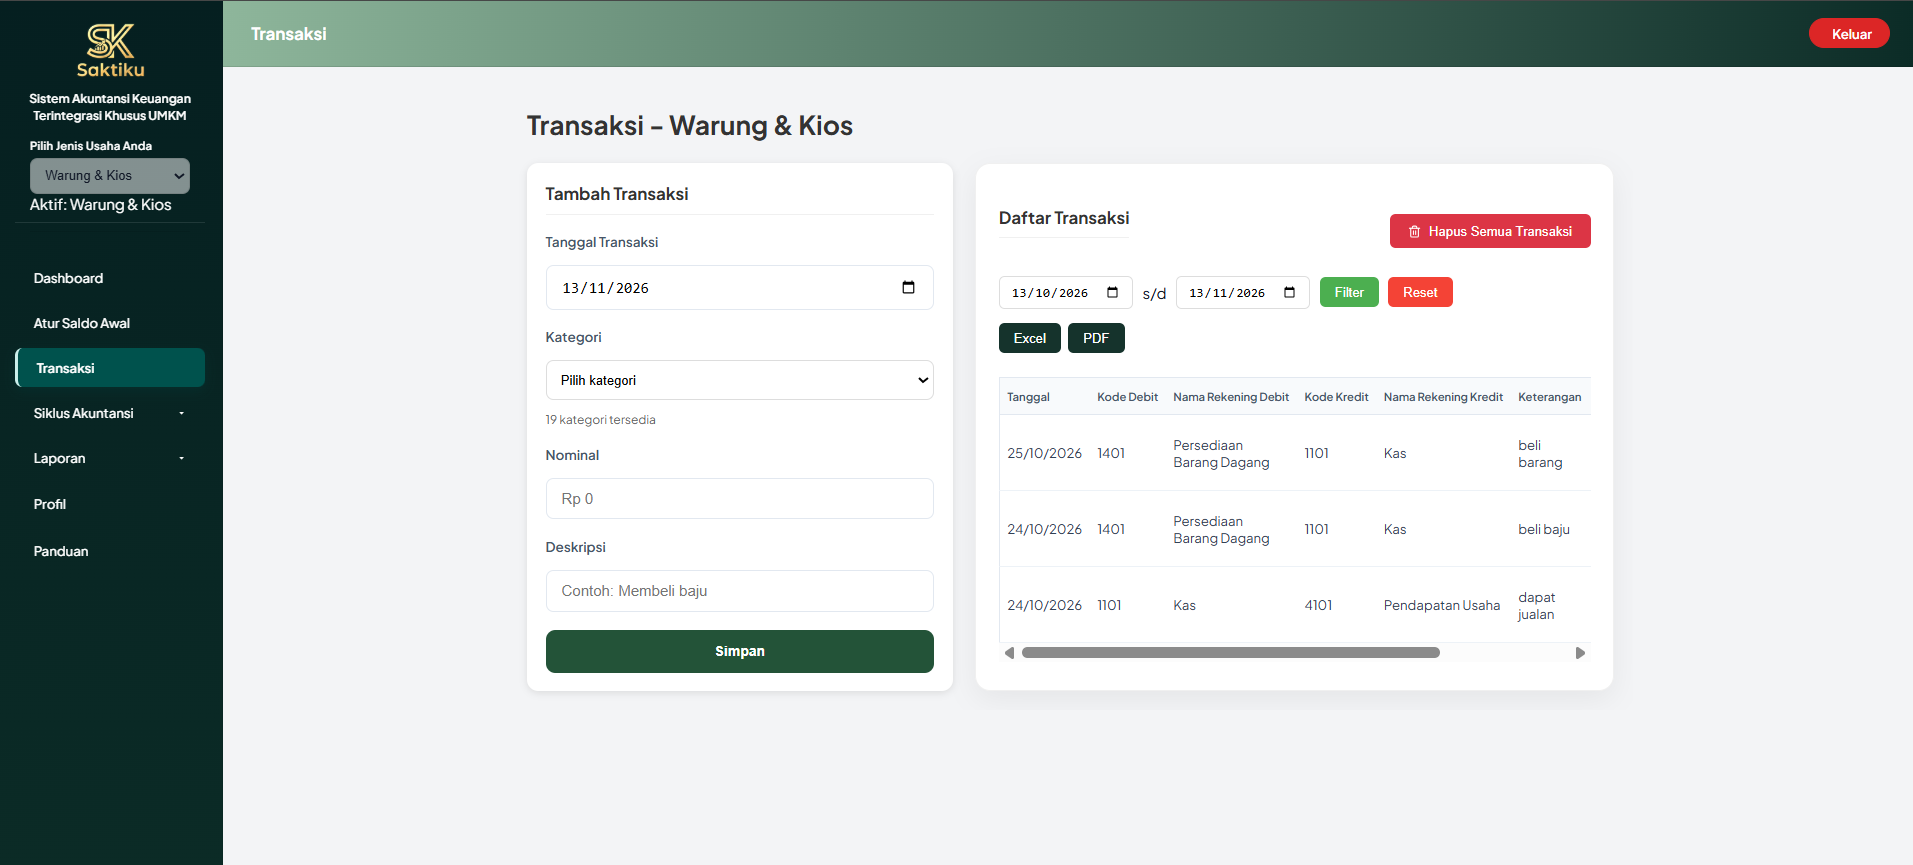 SK
Saktiku
Sistem Akuntansi Keuangan
Terintegrasi Khusus UMKM
Pilih Jenis Usaha Anda
Warung & Kios
Aktif: Warung & Kios
Dashboard
Atur Saldo Awal
Transaksi
Siklus Akuntansi
Laporan
Profil
Panduan
Transaksi
Keluar
Transaksi – Warung & Kios
Tambah Transaksi
Tanggal Transaksi
13/11/2026
Kategori
Pilih kategori
19 kategori tersedia
Nominal
Rp 0
Deskripsi
Contoh: Membeli baju
Simpan
Daftar Transaksi
Hapus Semua Transaksi
13/10/2026 s/d 13/11/2026 Filter Reset
Excel PDF
Tanggal Kode Debit Nama Rekening Debit Kode Kredit Nama Rekening Kredit Keterangan
25/10/2026 1401 Persediaan Barang Dagang 1101 Kas beli barang
24/10/2026 1401 Persediaan Barang Dagang 1101 Kas beli baju
24/10/2026 1101 Kas 4101 Pendapatan Usaha dapat jualan